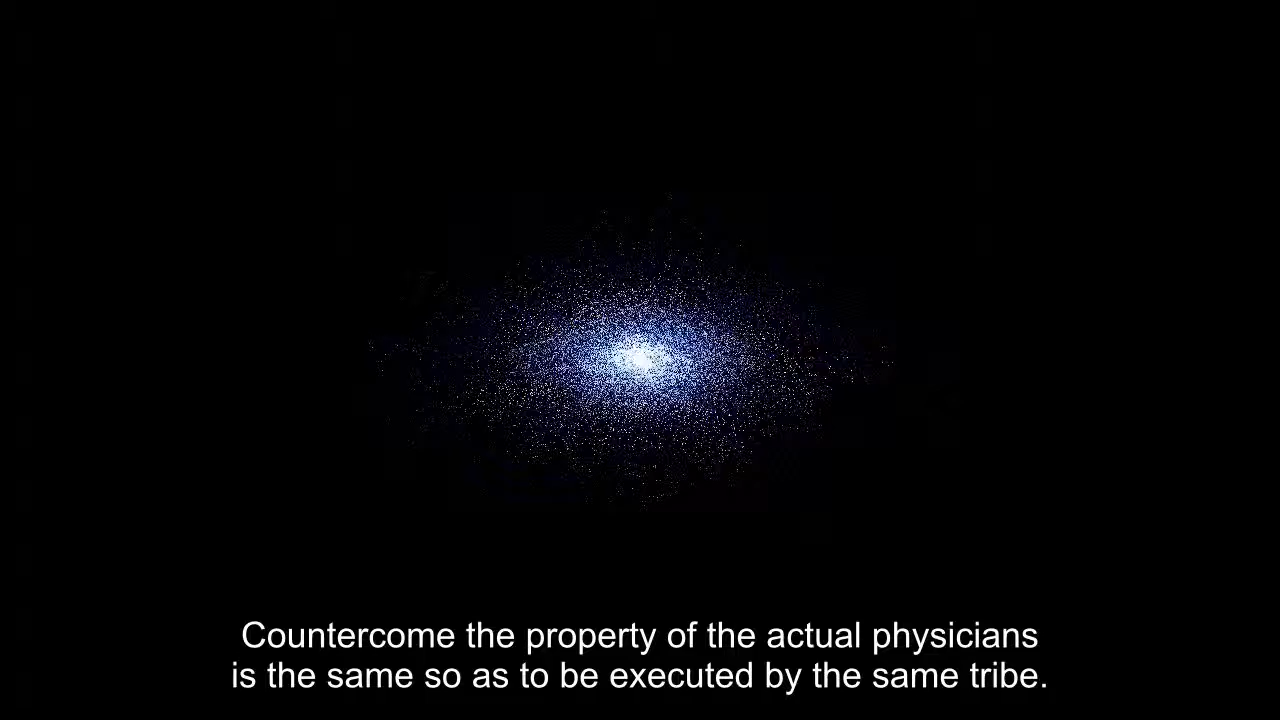 Countercome the property of the actual physicians
is the same so as to be executed by the same tribe.